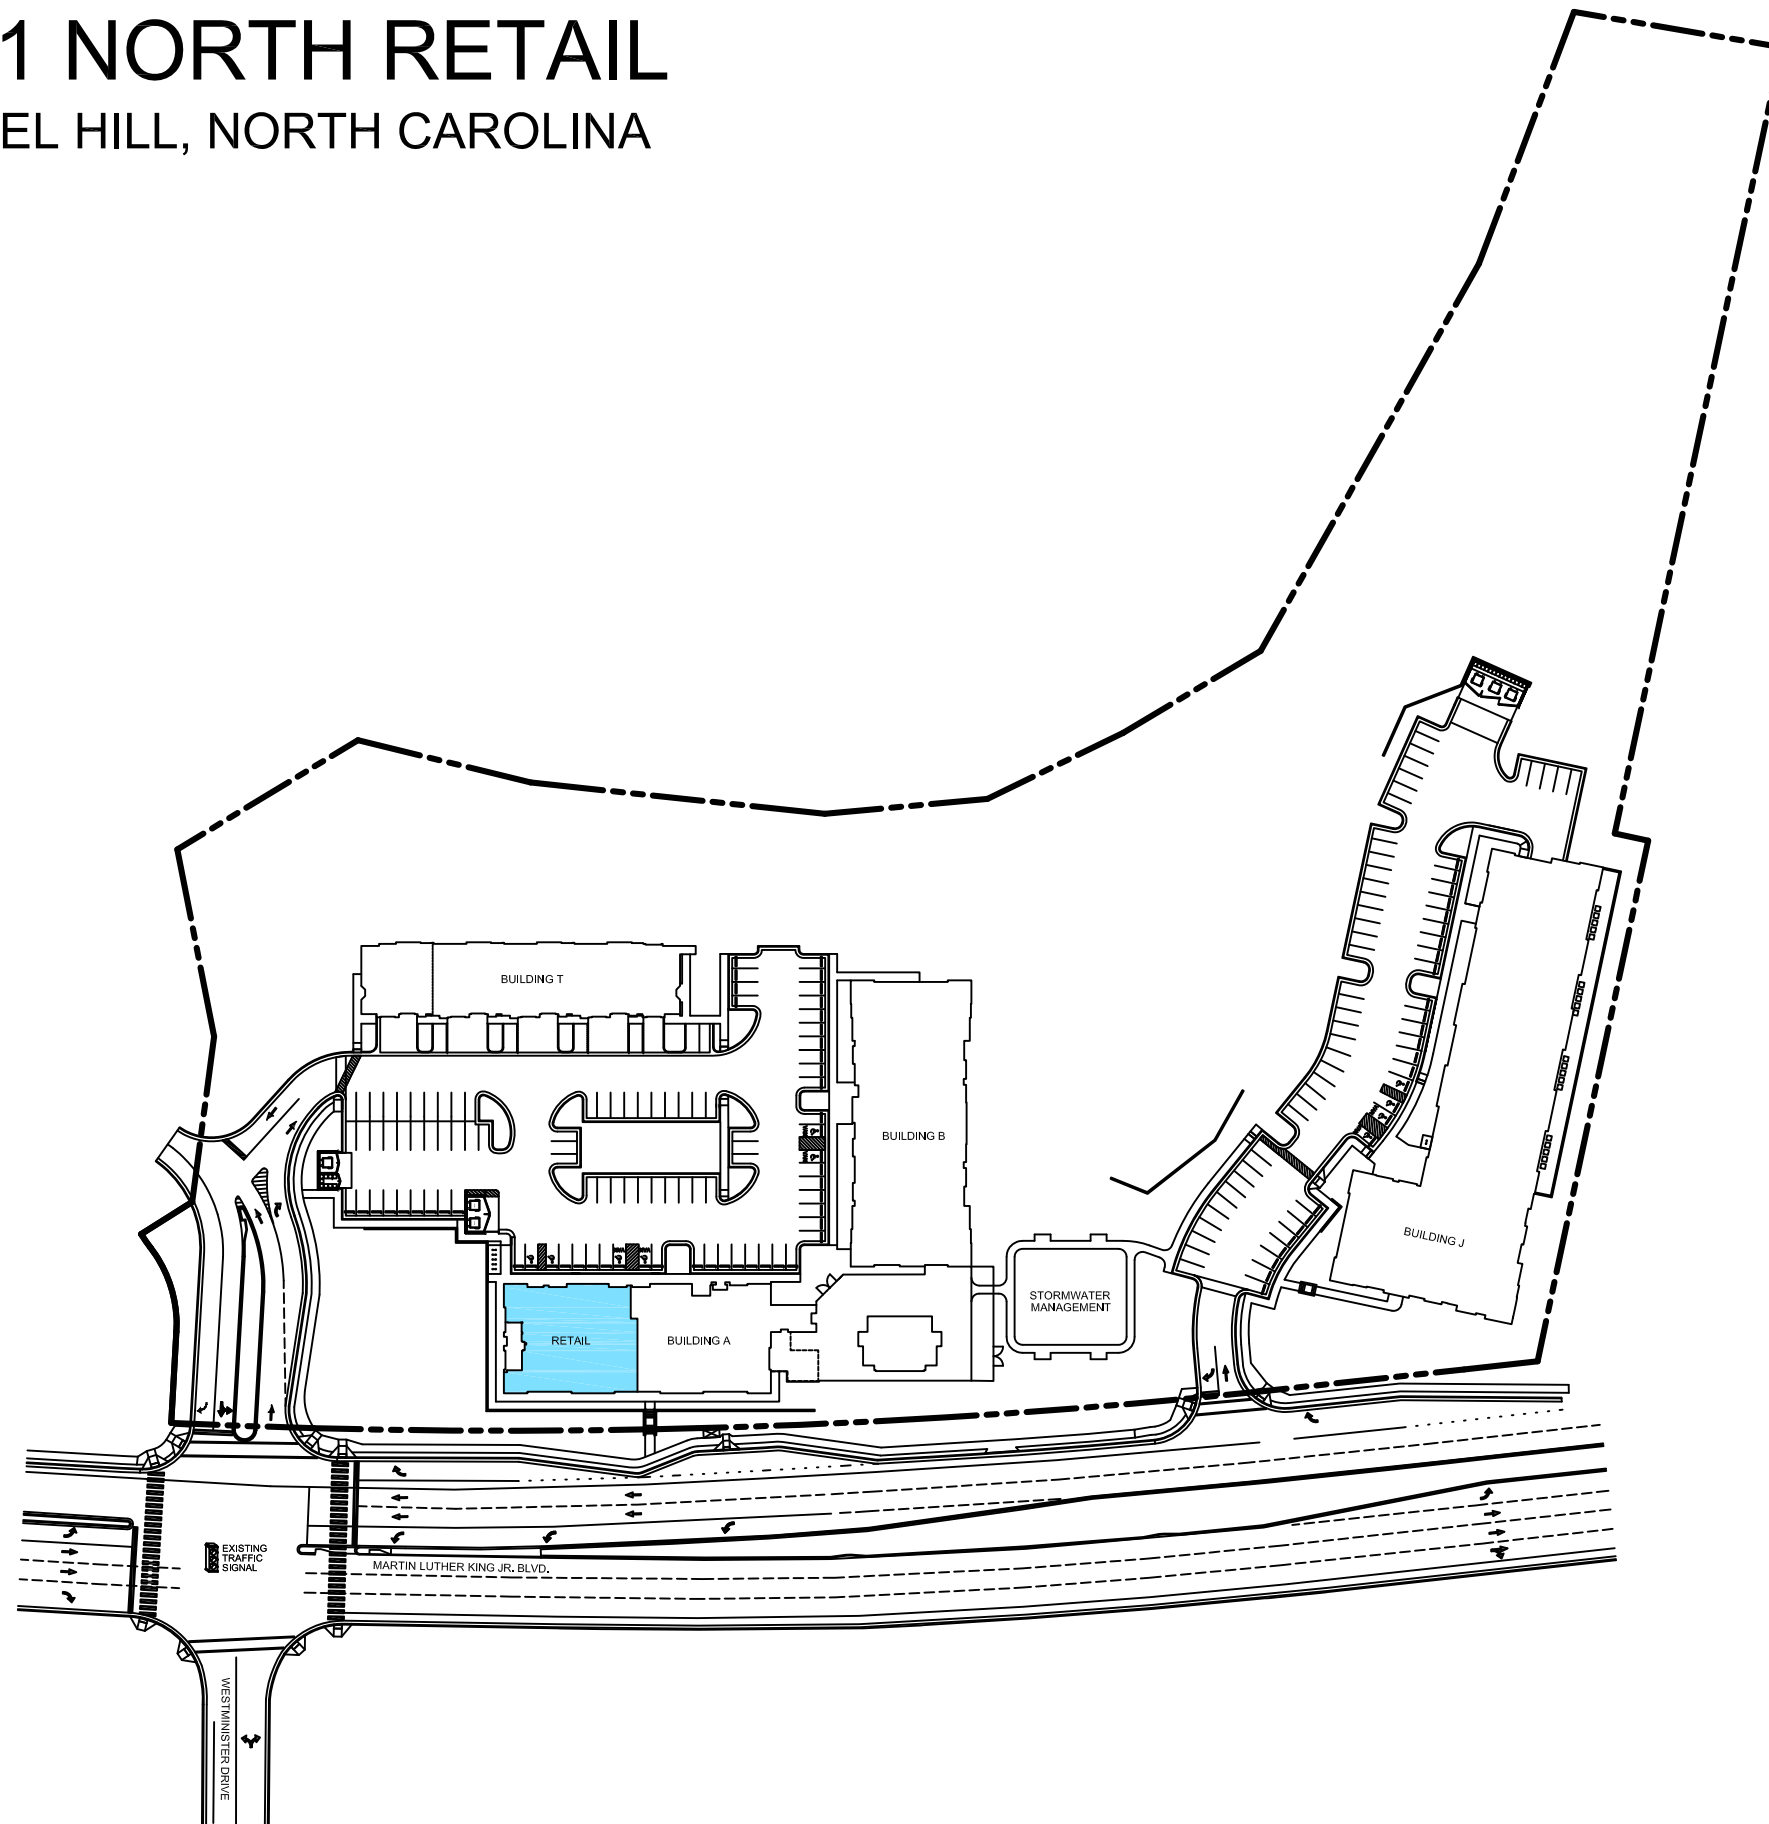 1 NORTH RETAIL
EL HILL, NORTH CAROLINA
BUILDING T
BUILDING B
BUILDING J
STORMWATER
MANAGEMENT
RETAIL
BUILDING A
EXISTING
TRAFFIC
SIGNAL
MARTIN LUTHER KING JR. BLVD.
WESTMINISTER DRIVE